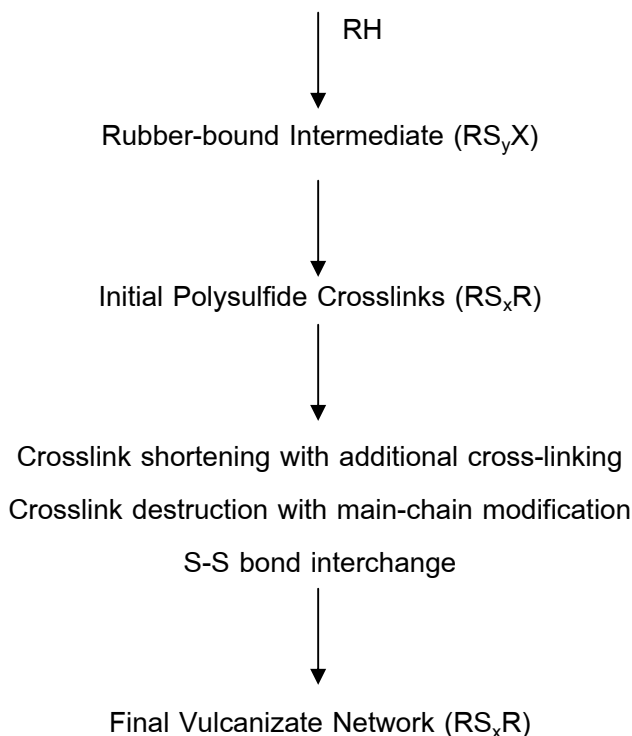 RH
Rubber-bound Intermediate (RSyX)
Initial Polysulfide Crosslinks (RSxR)
Crosslink shortening with additional cross-linking
Crosslink destruction with main-chain modification
S-S bond interchange
Final Vulcanizate Network (RSxR)